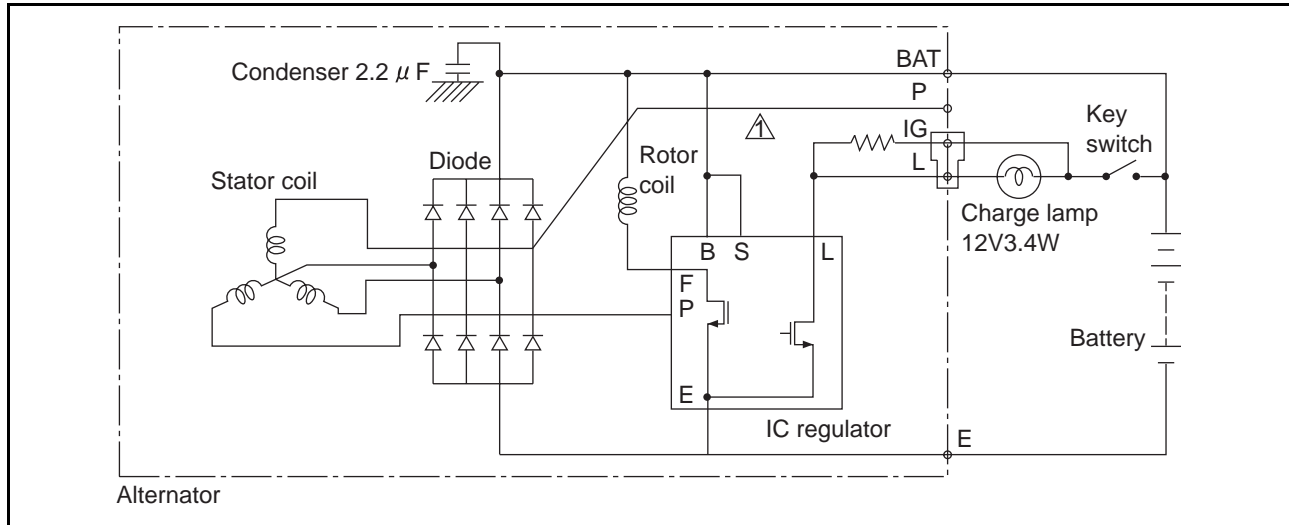 Condenser 2.2 μ F
BAT
P
1
IG
L
Key
switch
Diode
Rotor
coil
Stator coil
Charge lamp
12V3.4W
B S L
F
P
E
Battery
IC regulator
E
Alternator